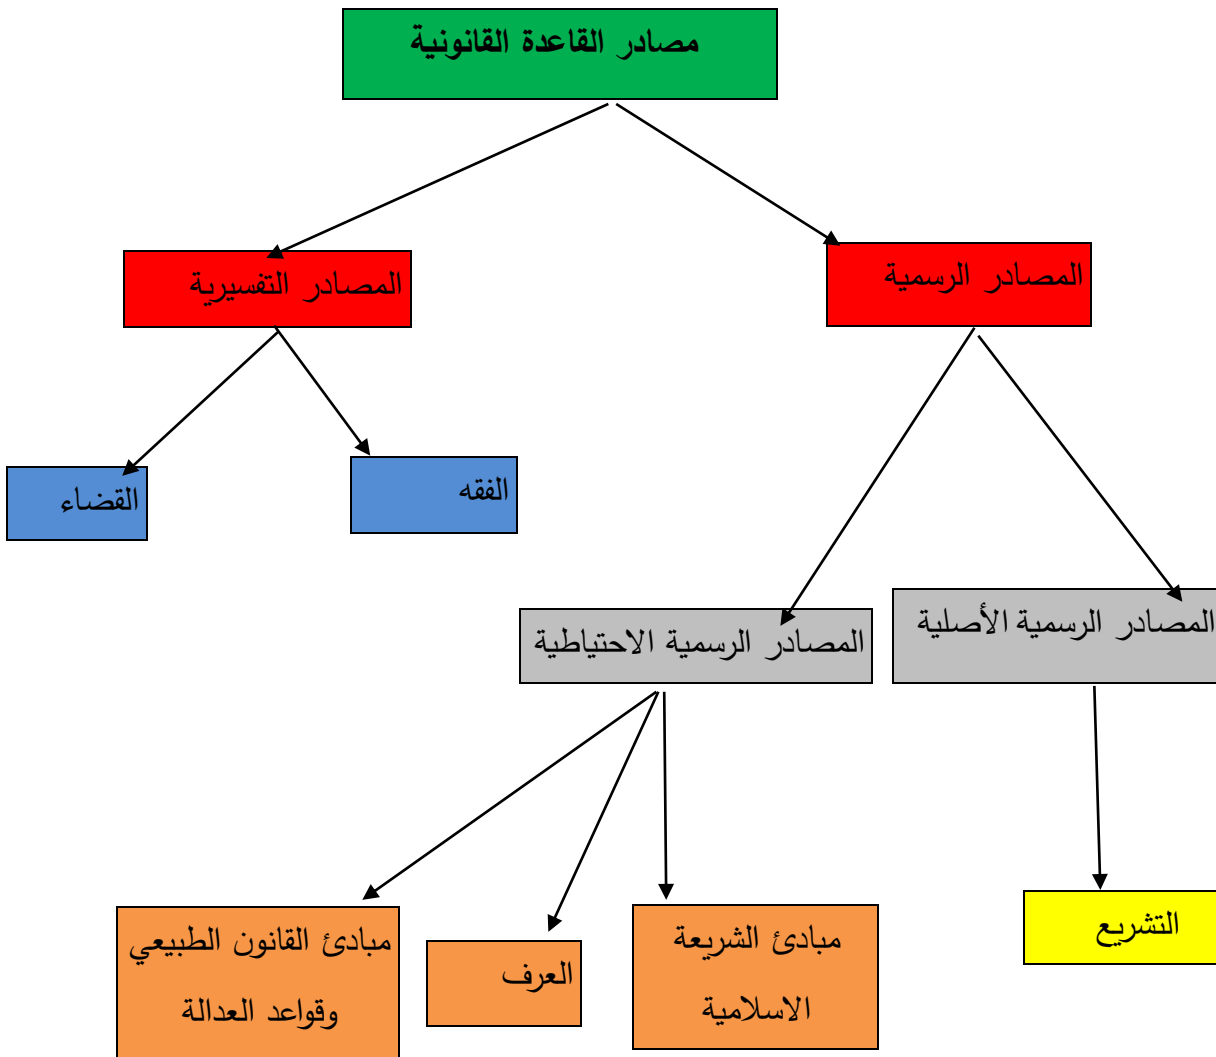 مصادر القاعدة القانونية
المصادر الرسمية
المصادر التفسيرية
الفقه
القضاء
المصادر الرسمية الأصلية
المصادر الرسمية الاحتياطية
التشريع
مبادئ الشريعة
الاسلامية
العرف
مبادئ القانون الطبيعي
وقواعد العدالة